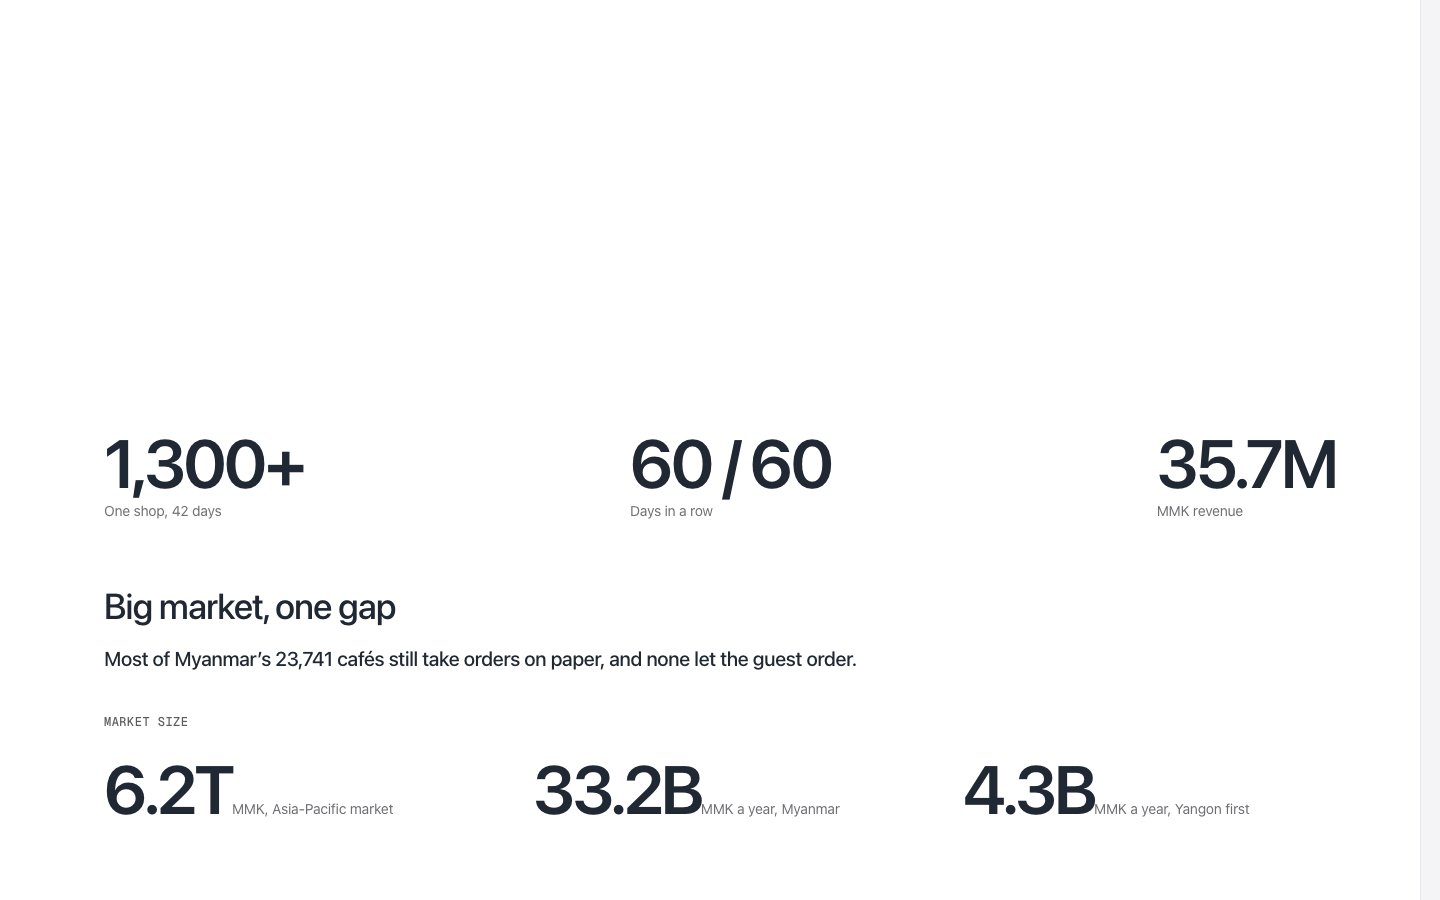 1,300+ 60 / 60 35.7M
One shop, 42 days Days in a row MMK revenue
Big market, one gap
Most of Myanmar’s 23,741 cafés still take orders on paper, and none let the guest order.
MARKET SIZE
6.2T MMK, Asia-Pacific market 33.2B MMK a year, Myanmar 4.3B MMK a year, Yangon first